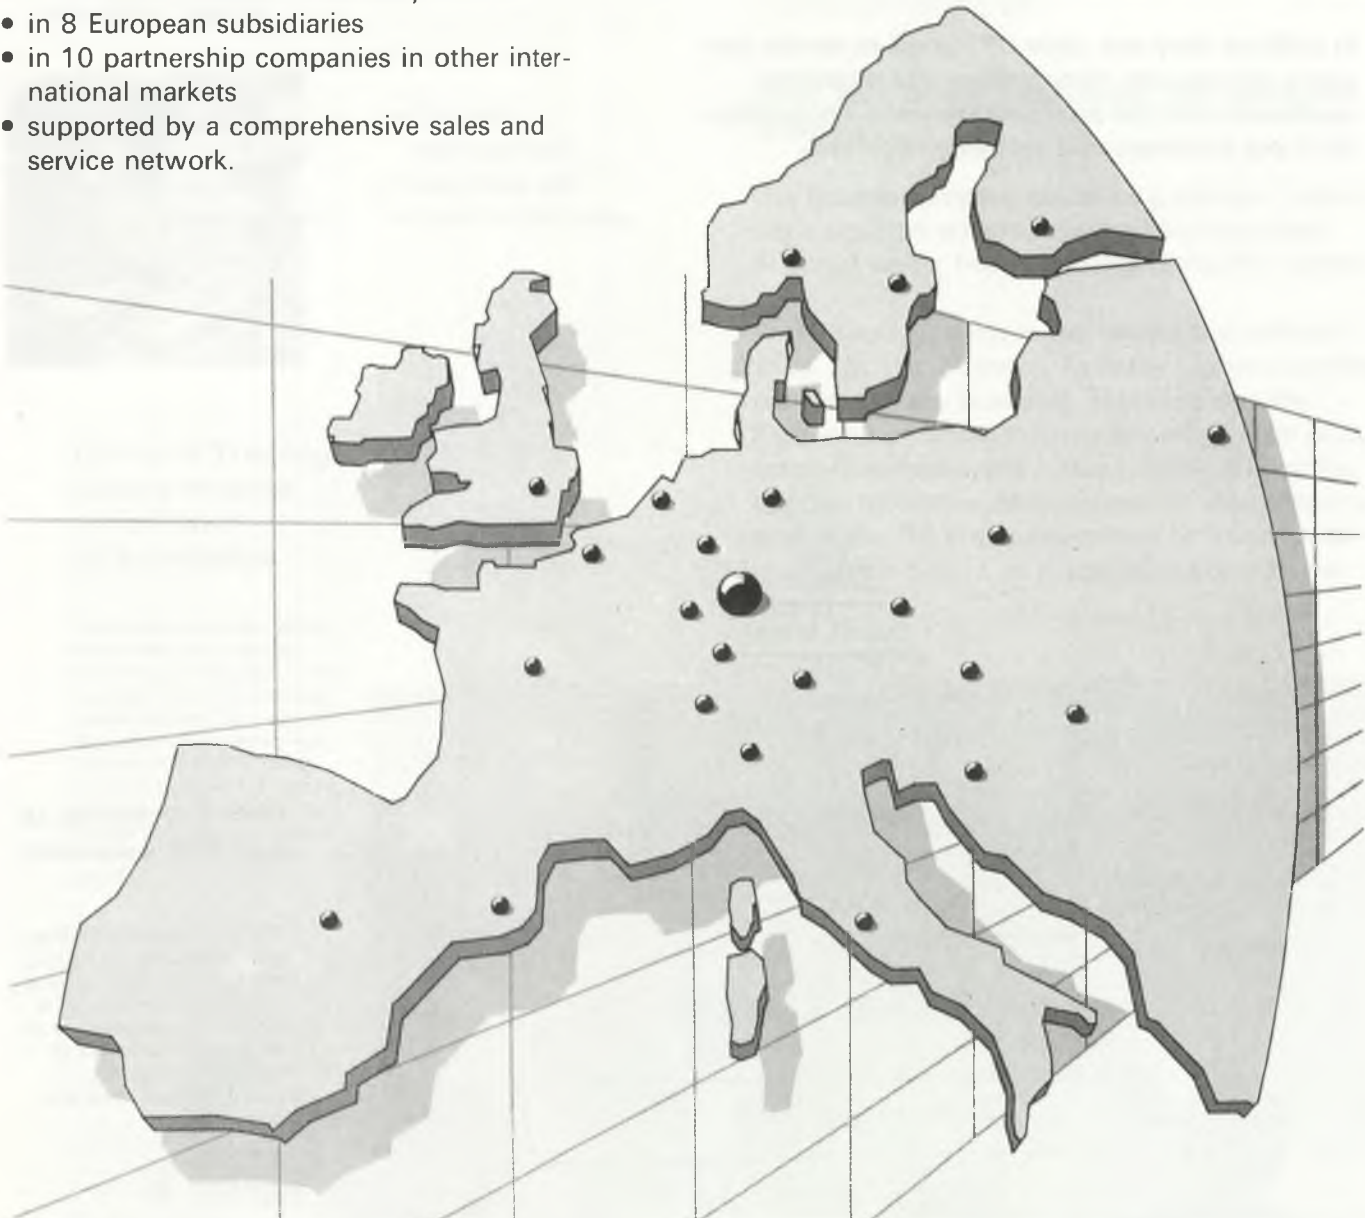 • in 8 European subsidiaries
• in 10 partnership companies in other inter-
national markets
• supported by a comprehensive sales and
service network.